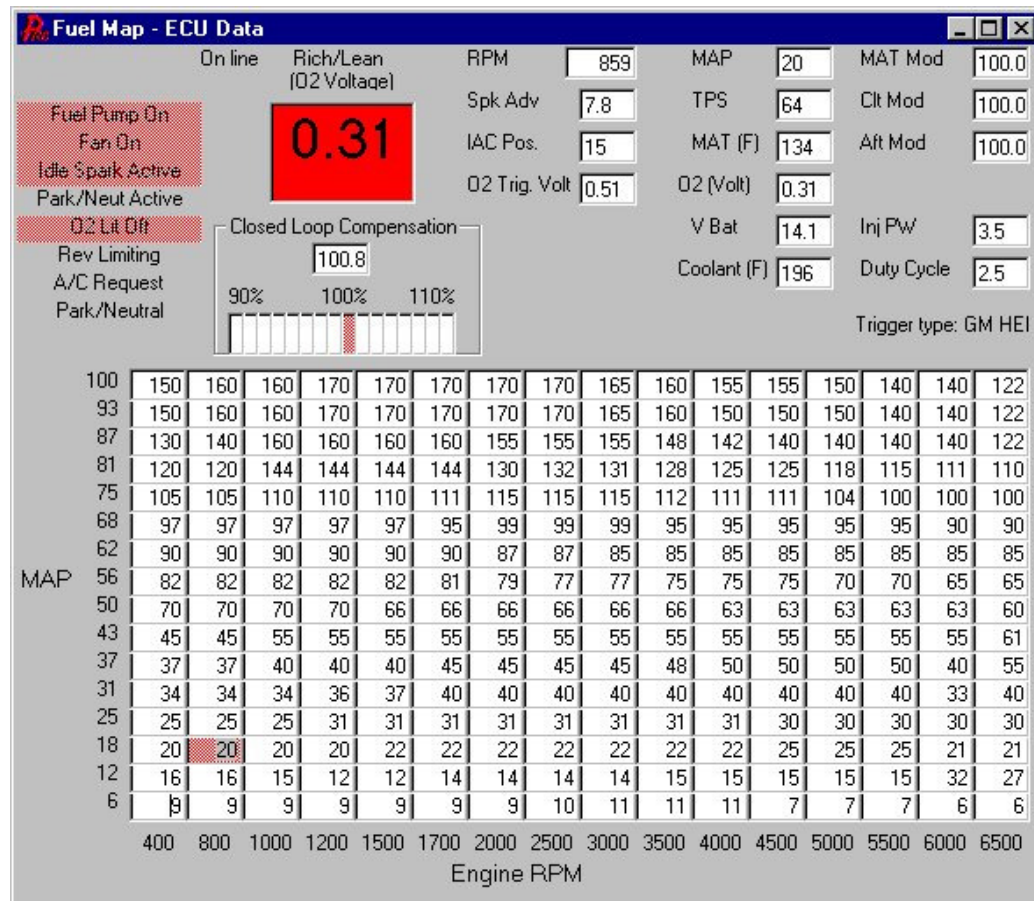 Fuel Map - ECU Data
On line Rich/Lean RPM 859 MAP 20 MAT Mod 100.0
(O2 Voltage)
Fuel Pump On 0.31 Spk Adv 7.8 TPS 64 Clt Mod 100.0
Fan On IAC Pos. 15 MAT (F) 134 Aft Mod 100.0
Idle Spark Active O2 Trig. Volt 0.51 O2 (Volt) 0.31
Park/Neut Active
O2 Lit Off Closed Loop Compensation V Bat 14.1 Inj PW 3.5
Rev Limiting 100.8 Coolant (F) 196 Duty Cycle 2.5
A/C Request 90% 100% 110%
Park/Neutral Trigger type: GM HEI
100 150 160 160 170 170 170 170 170 165 160 155 155 150 140 140 122
93 150 160 160 170 170 170 170 170 165 160 150 150 150 140 140 122
87 130 140 160 160 160 160 155 155 155 148 142 140 140 140 140 122
81 120 120 144 144 144 144 130 132 131 128 125 125 118 115 111 110
75 105 105 110 110 110 111 115 115 115 112 111 111 104 100 100 100
68 97 97 97 97 97 95 99 99 99 95 95 95 95 95 90 90
62 90 90 90 90 90 90 87 87 85 85 85 85 85 85 85 85
MAP 56 82 82 82 82 82 81 79 77 77 75 75 75 70 70 65 65
50 70 70 70 70 66 66 66 66 66 66 63 63 63 63 63 60
43 45 45 55 55 55 55 55 55 55 55 55 55 55 55 55 61
37 37 37 40 40 40 45 45 45 45 48 50 50 50 50 40 55
31 34 34 34 36 37 40 40 40 40 40 40 40 40 40 33 40
25 25 25 25 31 31 31 31 31 31 31 31 30 30 30 30 30
18 20 20 20 20 22 22 22 22 22 22 22 25 25 25 21 21
12 16 16 15 12 12 14 14 14 14 15 15 15 15 15 32 27
6 9 9 9 9 9 9 9 10 11 11 11 7 7 7 6 6
400 800 1000 1200 1500 1700 2000 2500 3000 3500 4000 4500 5000 5500 6000 6500
Engine RPM